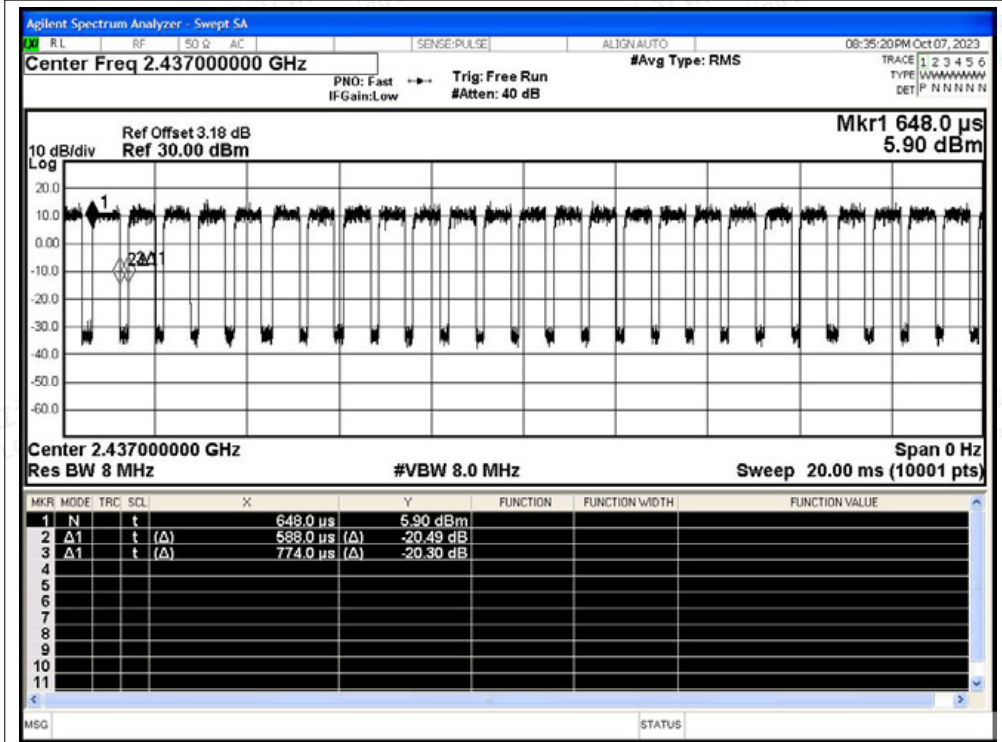 Agilent Spectrum Analyzer - Swept SA
LXI RL RF 50 Ω AC SENSE:PULSE ALIGN AUTO 08:35:20 PM Oct 07, 2023
Center Freq 2.437000000 GHz #Avg Type: RMS TRACE 1 2 3 4 5 6
PNO: Fast Trig: Free Run TYPE WWWWWW
IFGain:Low #Atten: 40 dB DET P N N N N N
Mkr1 648.0 µs
Ref Offset 3.18 dB
10 dB/div Ref 30.00 dBm 5.90 dBm
Log
20.0
1
10.0
0.00
-10.0
-20.0
-30.0
-40.0
-50.0
-60.0
Center 2.437000000 GHz Span 0 Hz
Res BW 8 MHz #VBW 8.0 MHz Sweep 20.00 ms (10001 pts)
MKR MODE TRC SCL X Y FUNCTION FUNCTION WIDTH FUNCTION VALUE
1 N t 648.0 µs 5.90 dBm
2 Δ1 t (Δ) 588.0 µs (Δ) -20.49 dB
3 Δ1 t (Δ) 774.0 µs (Δ) -20.30 dB
4
5
6
7
8
9
10
11
MSG STATUS